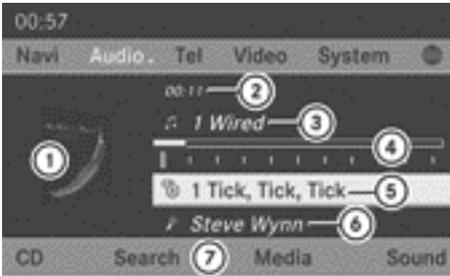 00:57
Navi Audio. Tel Video System
00:11 2
1 Wired 3
1 4
1 Tick, Tick, Tick 5
Steve Wynn 6
CD Search 7 Media Sound